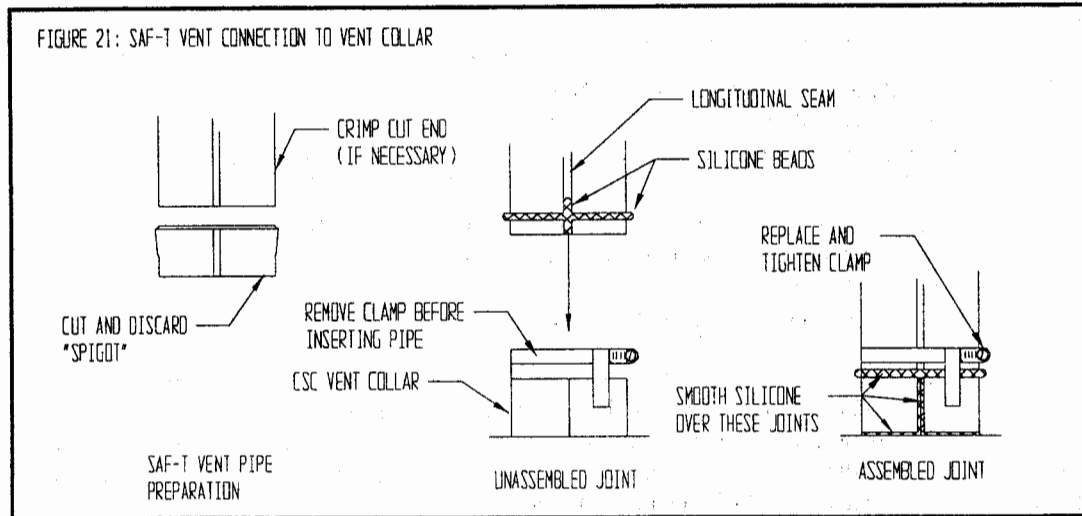 FIGURE 21: SAF-T VENT CONNECTION TO VENT COLLAR
CRIMP CUT END
(IF NECESSARY)
CUT AND DISCARD
"SPIGOT"
SAF-T VENT PIPE
PREPARATION
LONGITUDINAL SEAM
SILICONE BEADS
REMOVE CLAMP BEFORE
INSERTING PIPE
CSC VENT COLLAR
UNASSEMBLED JOINT
REPLACE AND
TIGHTEN CLAMP
SMOOTH SILICONE
OVER THESE JOINTS
ASSEMBLED JOINT